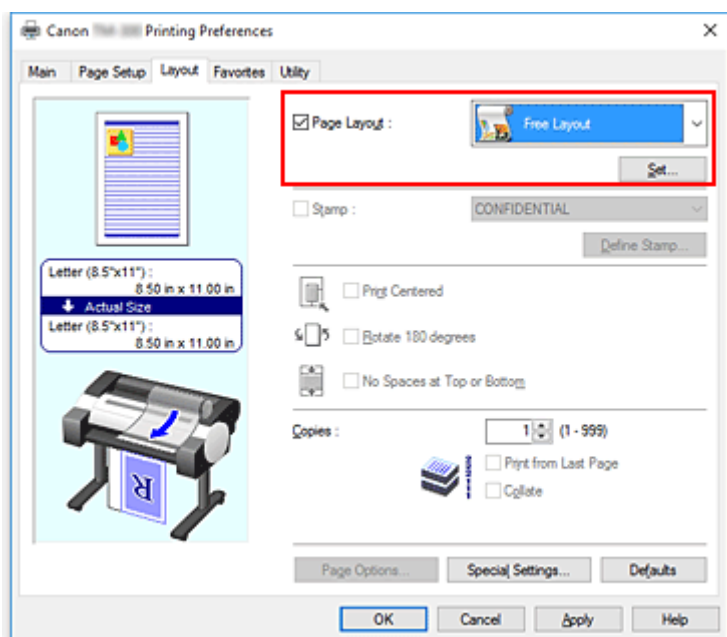 Canon Printing Preferences
Main Page Setup Layout Favorites Utility
Page Layout : Free Layout
Set...
Stamp : CONFIDENTIAL
Define Stamp...
Letter (8.5"x11") :
8.50 in x 11.00 in
Actual Size
Letter (8.5"x11") :
8.50 in x 11.00 in
Print Centered
Rotate 180 degrees
No Spaces at Top or Bottom
Copies : 1 (1 - 999)
Print from Last Page
Collate
R
Page Options... Special Settings... Defaults
OK Cancel Apply Help